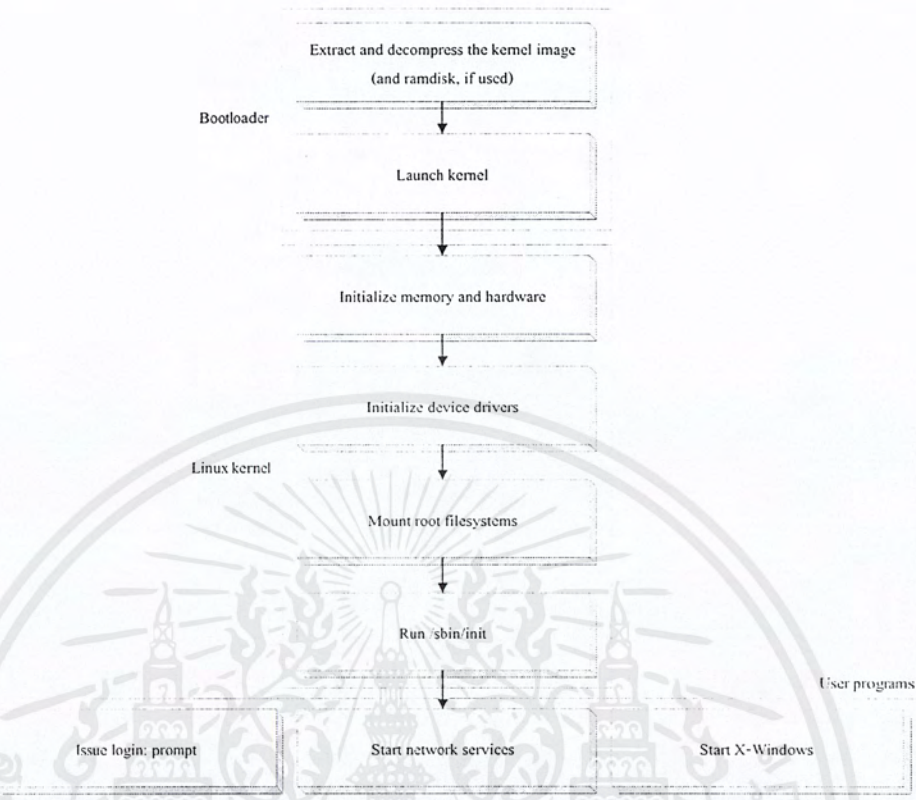 Extract and decompress the kernel image
(and ramdisk, if used)
Bootloader
Launch kernel
Initialize memory and hardware
Initialize device drivers
Linux kernel
Mount root filesystems
Run /sbin/init
User programs
Issue login: prompt
Start network services
Start X-Windows